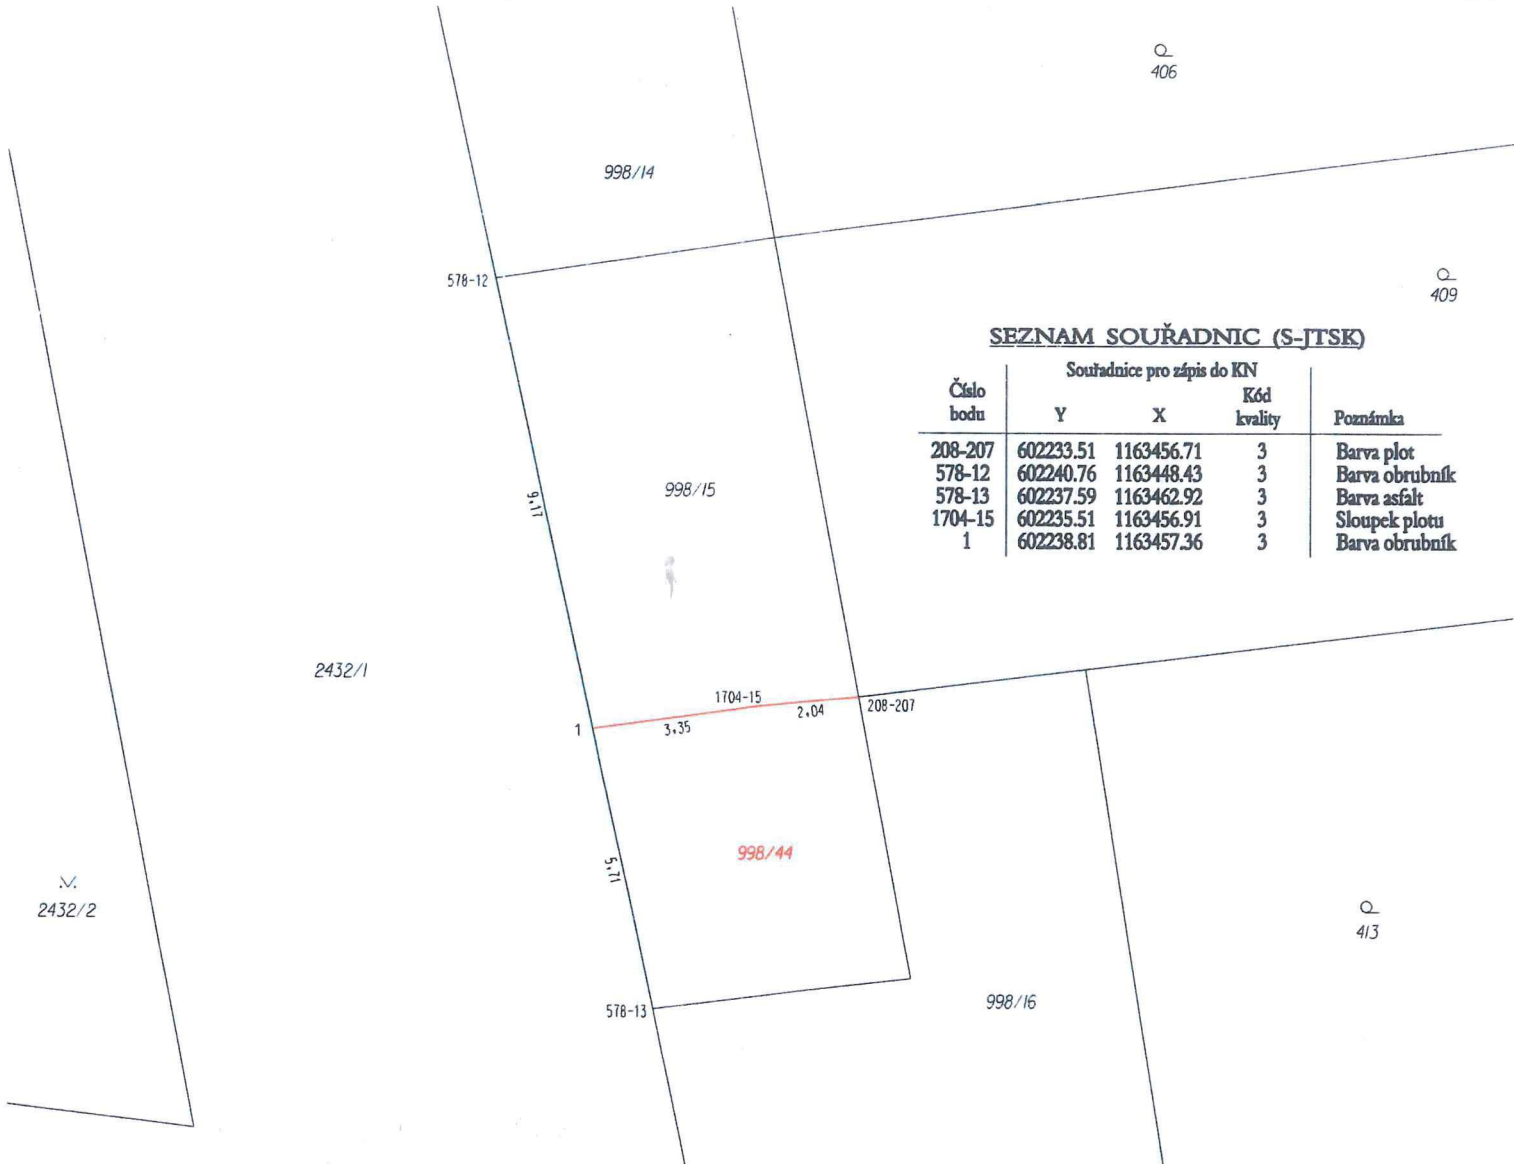 406
998/14
578-12
409
SEZNAM SOUŘADNIC (S-JTSK)
Souřadnice pro zápis do KN
Číslo bodu Y X Kód kvality Poznámka
208-207 602233.51 1163456.71 3 Barva plot
578-12 602240.76 1163448.43 3 Barva obrubník
578-13 602237.59 1163462.92 3 Barva asfalt
1704-15 602235.51 1163456.91 3 Sloupek plotu
1 602238.81 1163457.36 3 Barva obrubník
998/15
9.17
2432/1
1704-15
208-207
2.04
1
3.35
998/44
5.71
2432/2
413
998/16
578-13